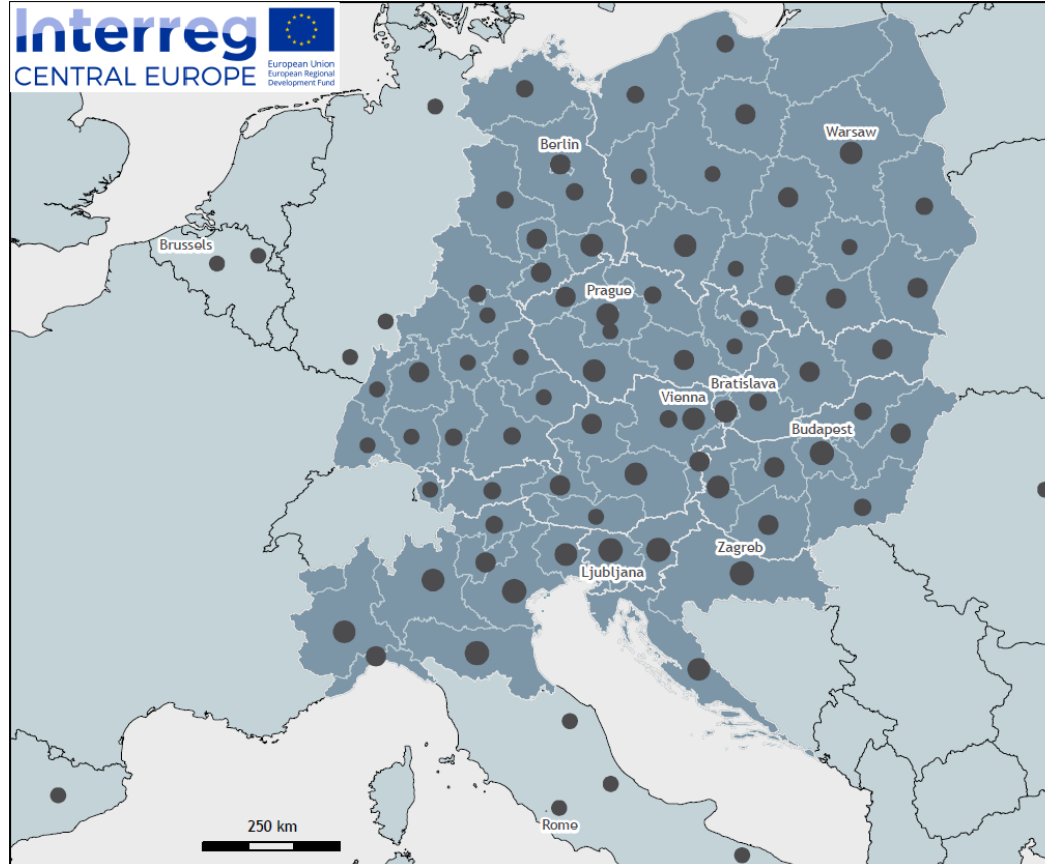 Interreg
CENTRAL EUROPE
European Union
European Regional
Development Fund
Warsaw
Berlin
Brussels
Prague
Bratislava
Vienna
Budapest
Zagreb
Ljubljana
250 km
Rome